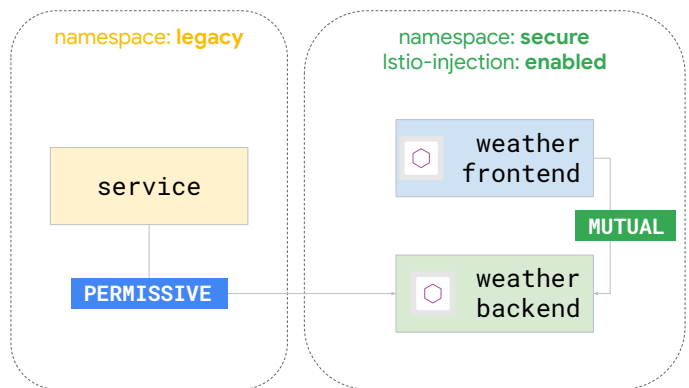 namespace: legacy
service
PERMISSIVE
namespace: secure
Istio-injection: enabled
weather
frontend
MUTUAL
weather
backend